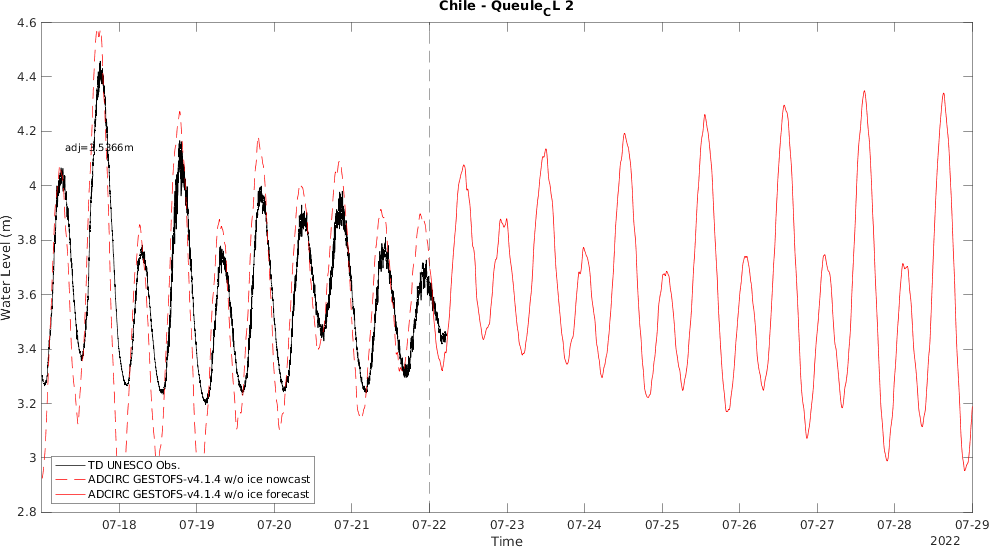 Chile - Queule_CL 2
4.6
4.4
4.2
4
3.8
3.6
3.4
3.2
3
2.8
Water Level (m)
adj=3.5366m
TD UNESCO Obs.
ADCIRC GESTOFS-v4.1.4 w/o ice nowcast
ADCIRC GESTOFS-v4.1.4 w/o ice forecast
07-18 07-19 07-20 07-21 07-22 07-23 07-24 07-25 07-26 07-27 07-28 07-29
Time
2022